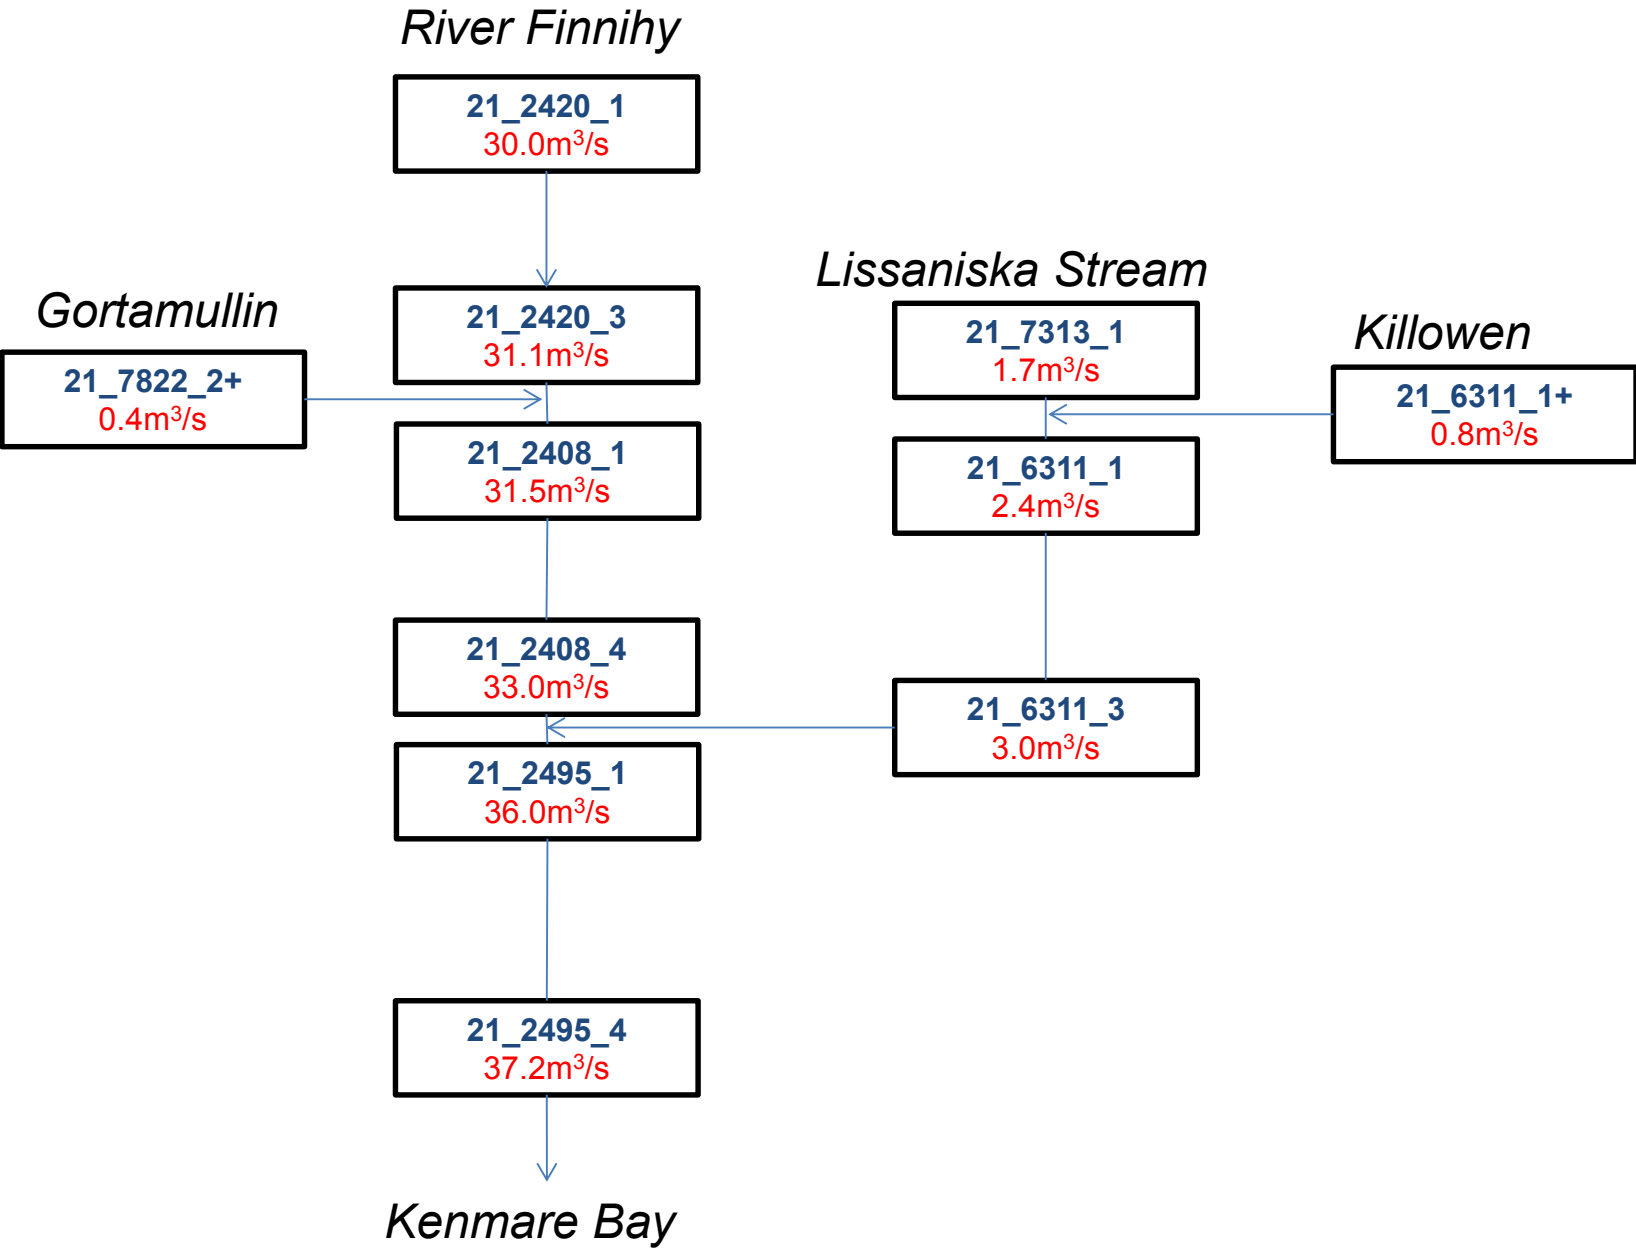 River Finnihy
21_2420_1
30.0m³/s
Lissaniska Stream
Gortamullin
21_2420_3
31.1m³/s
21_7313_1
1.7m³/s
Killowen
21_7822_2+
0.4m³/s
21_6311_1+
0.8m³/s
21_2408_1
31.5m³/s
21_6311_1
2.4m³/s
21_2408_4
33.0m³/s
21_6311_3
3.0m³/s
21_2495_1
36.0m³/s
21_2495_4
37.2m³/s
Kenmare Bay